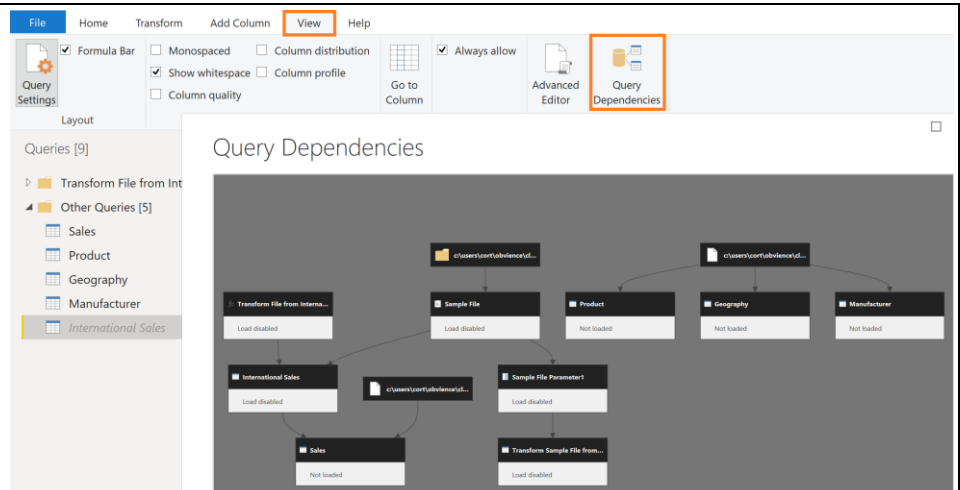 File Home Transform Add Column View Help
Formula Bar
Monospaced
Column distribution
Always allow
Show whitespace
Column profile
Column quality
Query
Settings
Go to
Column
Advanced
Editor
Query
Dependencies
Layout
Queries [9]
Transform File from Int
Other Queries [5]
Sales
Product
Geography
Manufacturer
International Sales
Query Dependencies
c:\users\cort\obvience\cl...
c:\users\cort\obvience\cl...
fx Transform File from Interna...
Load disabled
Sample File
Load disabled
Product
Not loaded
Geography
Not loaded
Manufacturer
Not loaded
International Sales
Load disabled
c:\users\cort\obvience\cl...
Sample File Parameter1
Load disabled
Sales
Not loaded
Transform Sample File from...
Load disabled